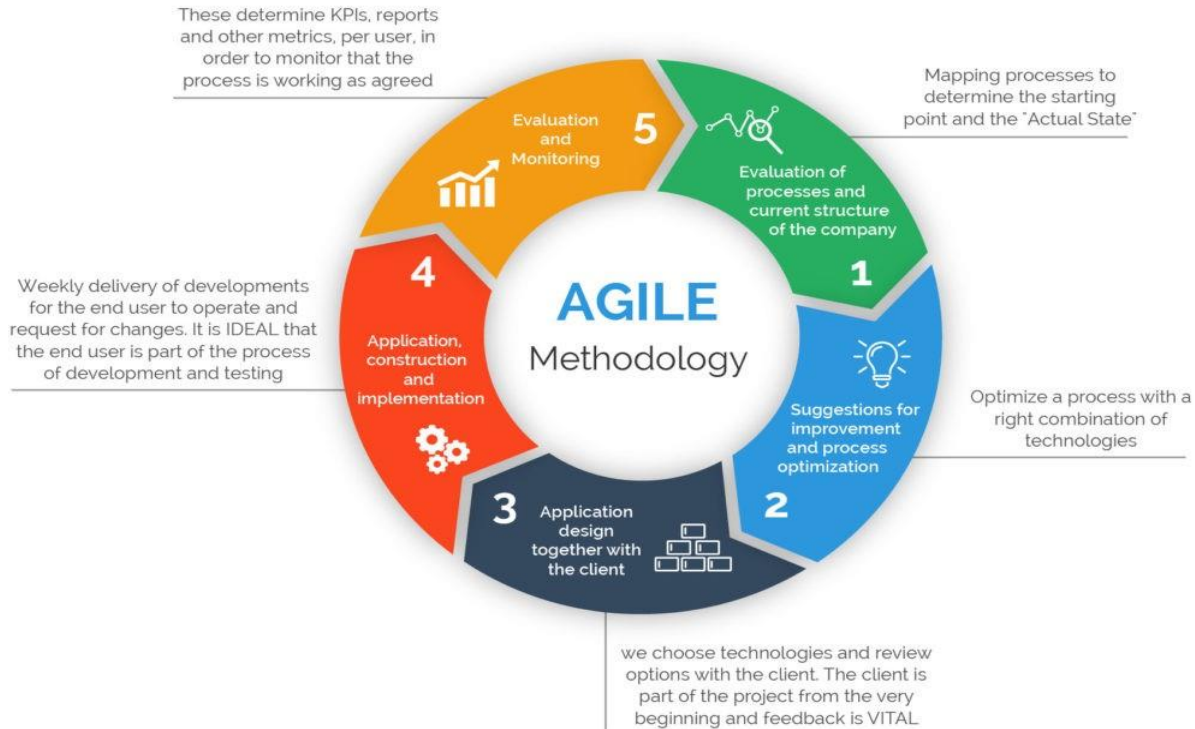 AGILE
Methodology
1
Evaluation of
processes and
current structure
of the company
Mapping processes to
determine the starting
point and the "Actual State"
2
Suggestions for
improvement
and process
optimization
Optimize a process with a
right combination of
technologies
3
Application
design
together with
the client
we choose technologies and review
options with the client. The client is
part of the project from the very
beginning and feedback is VITAL
4
Application,
construction
and
implementation
Weekly delivery of developments
for the end user to operate and
request for changes. It is IDEAL that
the end user is part of the process
of development and testing
5
Evaluation
and
Monitoring
These determine KPIs, reports
and other metrics, per user, in
order to monitor that the
process is working as agreed